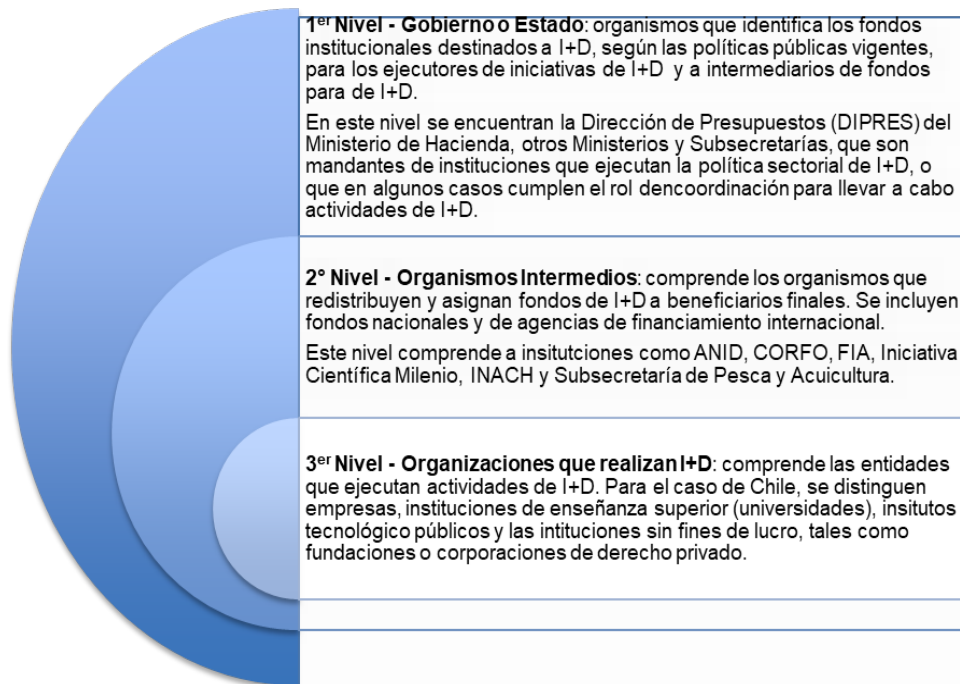 1er Nivel - Gobierno o Estado: organismos que identifica los fondos
institucionales destinados a I+D, según las políticas públicas vigentes,
para los ejecutores de iniciativas de I+D y a intermediarios de fondos
para de I+D.
En este nivel se encuentran la Dirección de Presupuestos (DIPRES) del
Ministerio de Hacienda, otros Ministerios y Subsecretarías, que son
mandantes de instituciones que ejecutan la política sectorial de I+D, o
que en algunos casos cumplen el rol dencoordinación para llevar a cabo
actividades de I+D.
2° Nivel - Organismos Intermedios: comprende los organismos que
redistribuyen y asignan fondos de I+D a beneficiarios finales. Se incluyen
fondos nacionales y de agencias de financiamiento internacional.
Este nivel comprende a insitutciones como ANID, CORFO, FIA, Iniciativa
Científica Milenio, INACH y Subsecretaría de Pesca y Acuicultura.
3er Nivel - Organizaciones que realizan I+D: comprende las entidades
que ejecutan actividades de I+D. Para el caso de Chile, se distinguen
empresas, instituciones de enseñanza superior (universidades), insitutos
tecnológico públicos y las intituciones sin fines de lucro, tales como
fundaciones o corporaciones de derecho privado.